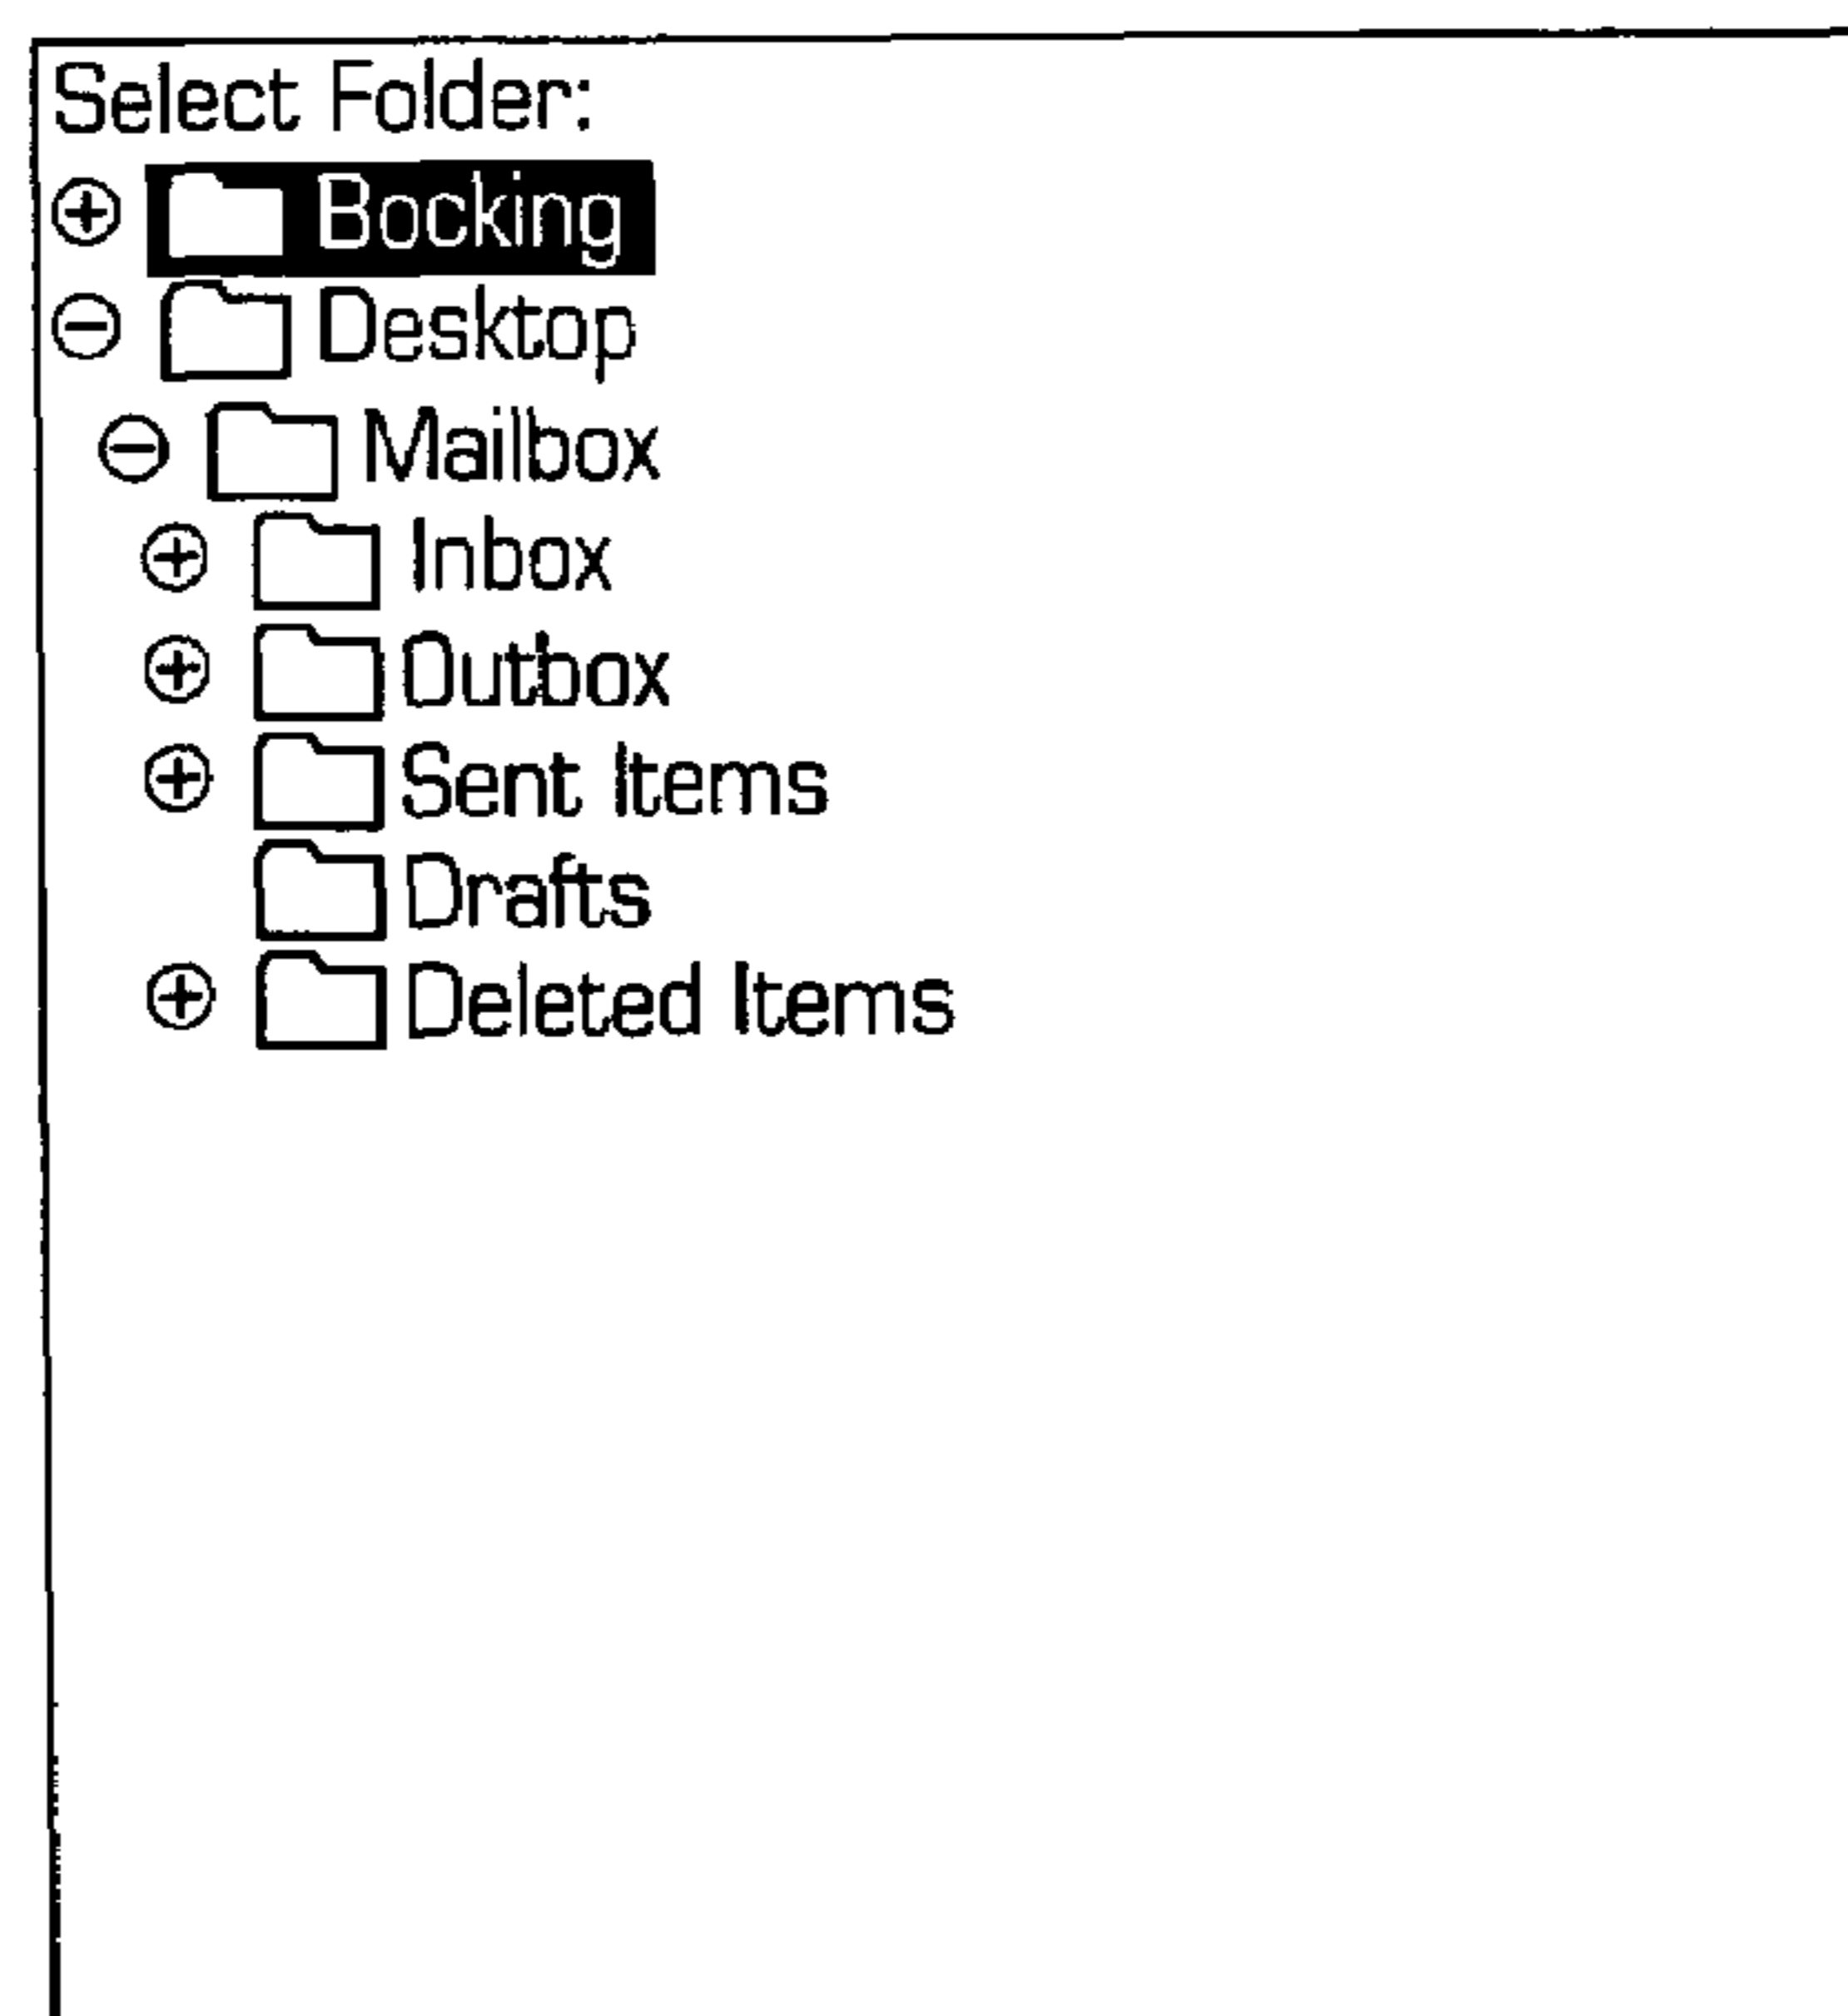 Select Folder:
Bocking
Desktop
Mailbox
Inbox
Outbox
Sent Items
Drafts
Deleted Items